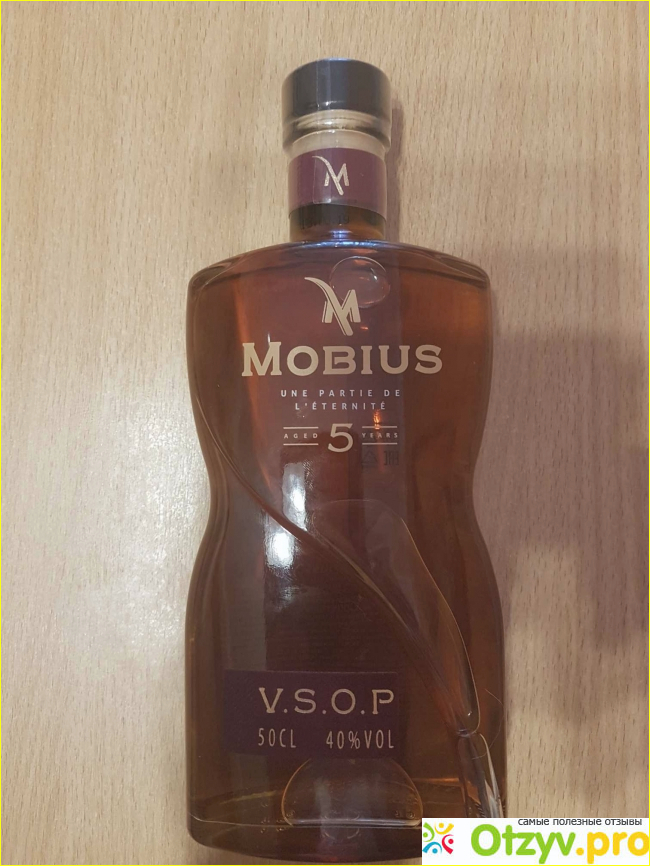 M
M
MOBIUS
UNE PARTIE DE
L'ÉTERNITÉ
AGED 5 YEARS
V.S.O.P
50CL 40%VOL
самые полезные отзывы
Otzyv.pro